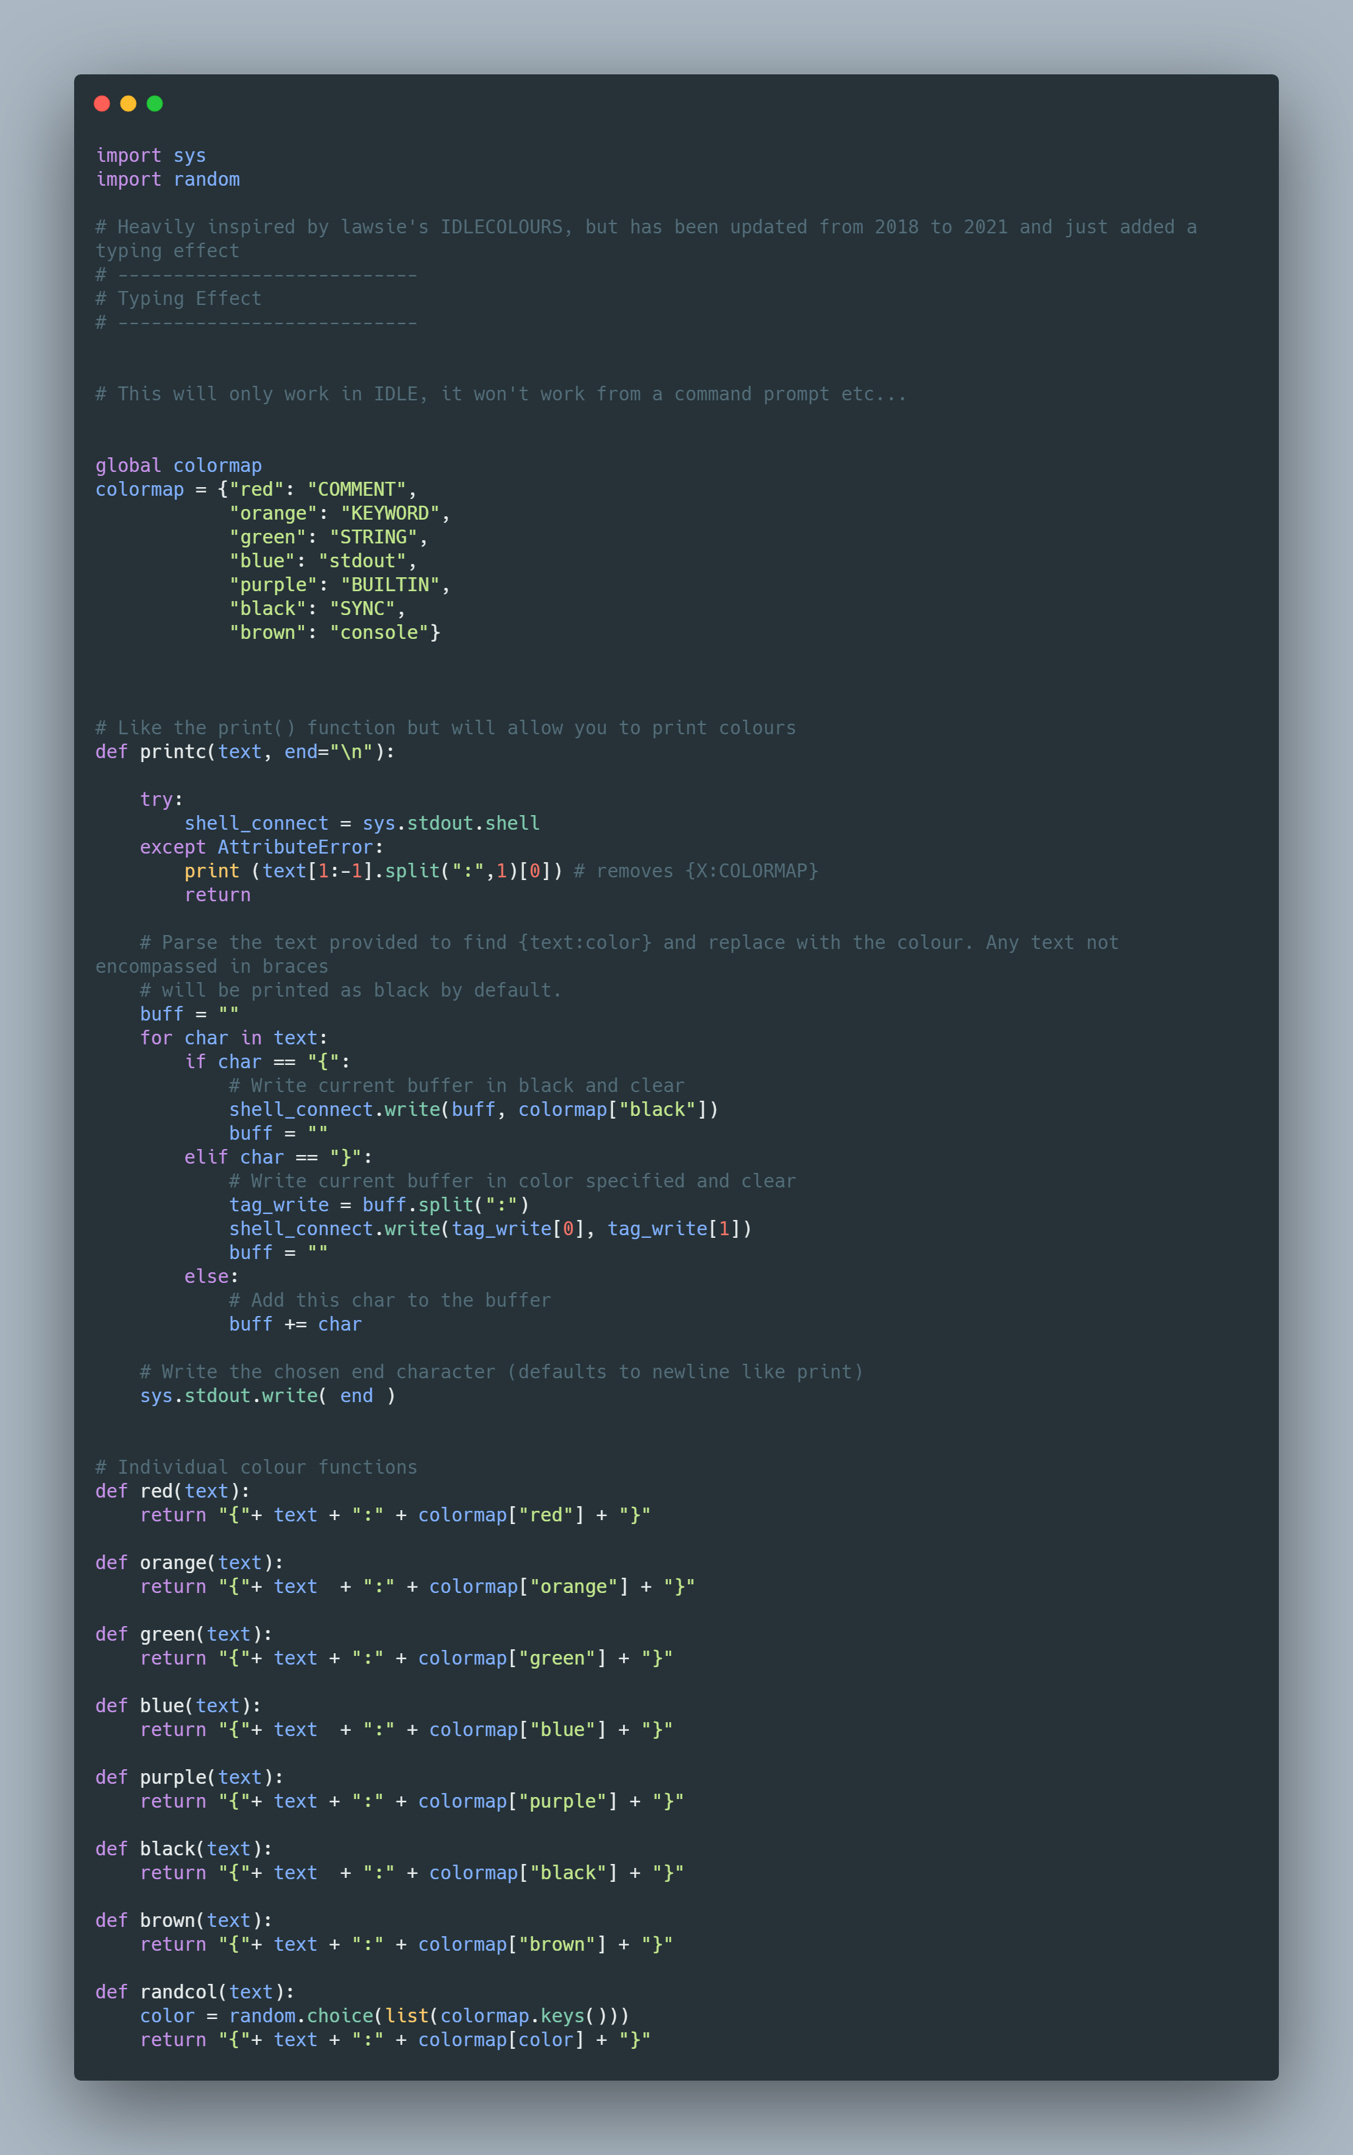 import sys
import random
# Heavily inspired by lawsie's IDLECOLOURS, but has been updated from 2018 to 2021 and just added a
typing effect
# ---------------------------
# Typing Effect
# ---------------------------
# This will only work in IDLE, it won't work from a command prompt etc...
global colormap
colormap = {"red": "COMMENT",
            "orange": "KEYWORD",
            "green": "STRING",
            "blue": "stdout",
            "purple": "BUILTIN",
            "black": "SYNC",
            "brown": "console"}
# Like the print() function but will allow you to print colours
def printc(text, end="\n"):
    try:
        shell_connect = sys.stdout.shell
    except AttributeError:
        print (text[1:-1].split(":",1)[0]) # removes {X:COLORMAP}
        return
    # Parse the text provided to find {text:color} and replace with the colour. Any text not
encompassed in braces
    # will be printed as black by default.
    buff = ""
    for char in text:
        if char == "{":
            # Write current buffer in black and clear
            shell_connect.write(buff, colormap["black"])
            buff = ""
        elif char == "}":
            # Write current buffer in color specified and clear
            tag_write = buff.split(":")
            shell_connect.write(tag_write[0], tag_write[1])
            buff = ""
        else:
            # Add this char to the buffer
            buff += char
    # Write the chosen end character (defaults to newline like print)
    sys.stdout.write( end )
# Individual colour functions
def red(text):
    return "{"+ text + ":" + colormap["red"] + "}"
def orange(text):
    return "{"+ text  + ":" + colormap["orange"] + "}"
def green(text):
    return "{"+ text + ":" + colormap["green"] + "}"
def blue(text):
    return "{"+ text  + ":" + colormap["blue"] + "}"
def purple(text):
    return "{"+ text + ":" + colormap["purple"] + "}"
def black(text):
    return "{"+ text  + ":" + colormap["black"] + "}"
def brown(text):
    return "{"+ text + ":" + colormap["brown"] + "}"
def randcol(text):
    color = random.choice(list(colormap.keys()))
    return "{"+ text + ":" + colormap[color] + "}"